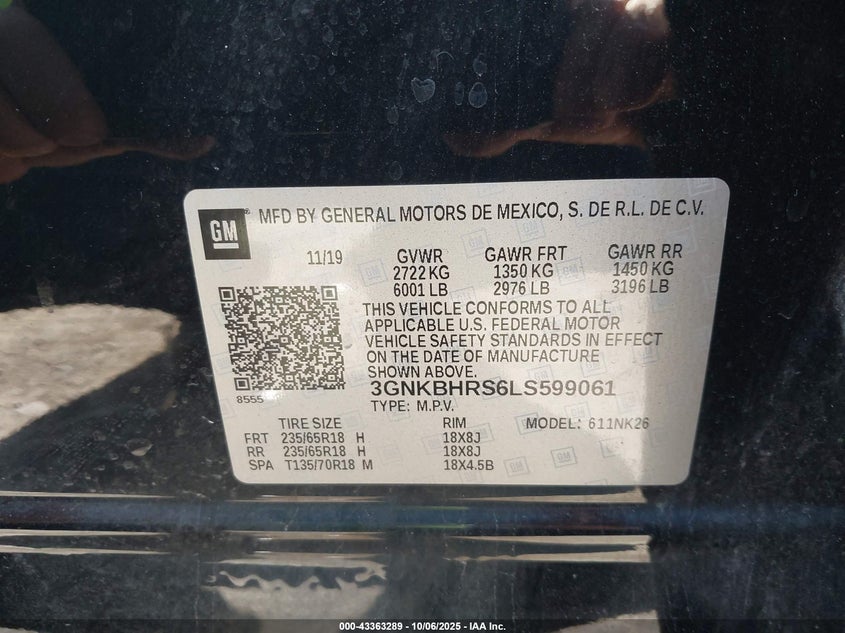 GM ® MFD BY GENERAL MOTORS DE MEXICO, S. DE R.L. DE C.V.
11/19 GVWR GAWR FRT GAWR RR
2722 KG 1350 KG 1450 KG
6001 LB 2976 LB 3196 LB
THIS VEHICLE CONFORMS TO ALL
APPLICABLE U.S. FEDERAL MOTOR
VEHICLE SAFETY STANDARDS IN EFFECT
ON THE DATE OF MANUFACTURE
SHOWN ABOVE.
3GNKBHRS6LS599061
8555
TYPE: M.P.V. MODEL: 611NK26
TIRE SIZE RIM
FRT 235/65R18 H 18X8J
RR 235/65R18 H 18X8J
SPA T135/70R18 M 18X4.5B
000-43363289 - 10/06/2025 - IAA Inc.